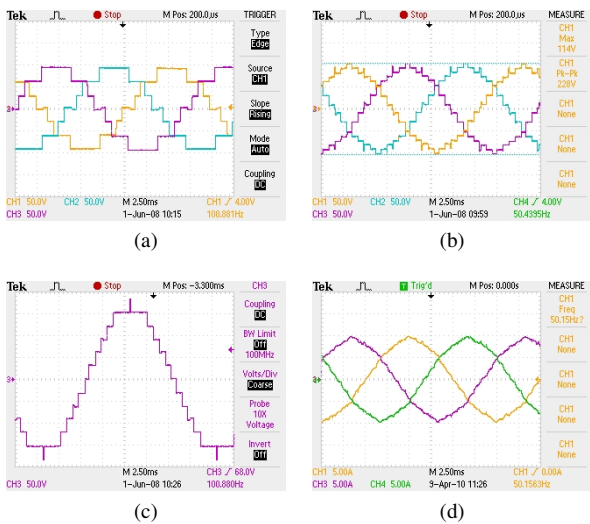 Tek Stop M Pos: 200.0µs TRIGGER
Type
Edge
Source
CH1
Slope
Rising
Mode
Auto
Coupling
DC
3
CH1 50.0V CH2 50.0V M 2.50ms CH1 / 4.00V
CH3 50.0V 1-Jun-08 10:15 100.881Hz
(a)
Tek Stop M Pos: 200.0µs MEASURE
CH1
Max
114V
CH1
Pk-Pk
228V
CH1
None
CH1
None
CH1
None
3
CH1 50.0V CH2 50.0V M 2.50ms CH4 / 4.00V
CH3 50.0V 1-Jun-08 09:59 50.4395Hz
(b)
Tek Stop M Pos: -3.300ms CH3
Coupling
DC
BW Limit
Off
100MHz
Volts/Div
Coarse
Probe
10X
Voltage
Invert
Off
3
M 2.50ms CH3 / 68.0V
CH3 50.0V 1-Jun-08 10:26 100.880Hz
(c)
Tek T Trig'd M Pos: 0.000s MEASURE
CH1
Freq
50.15Hz?
CH1
None
CH1
None
CH1
None
CH1
None
CH1 5.00A M 2.50ms CH1 / 0.00A
CH3 5.00A CH4 5.00A 9-Apr-10 11:26 50.1563Hz
(d)